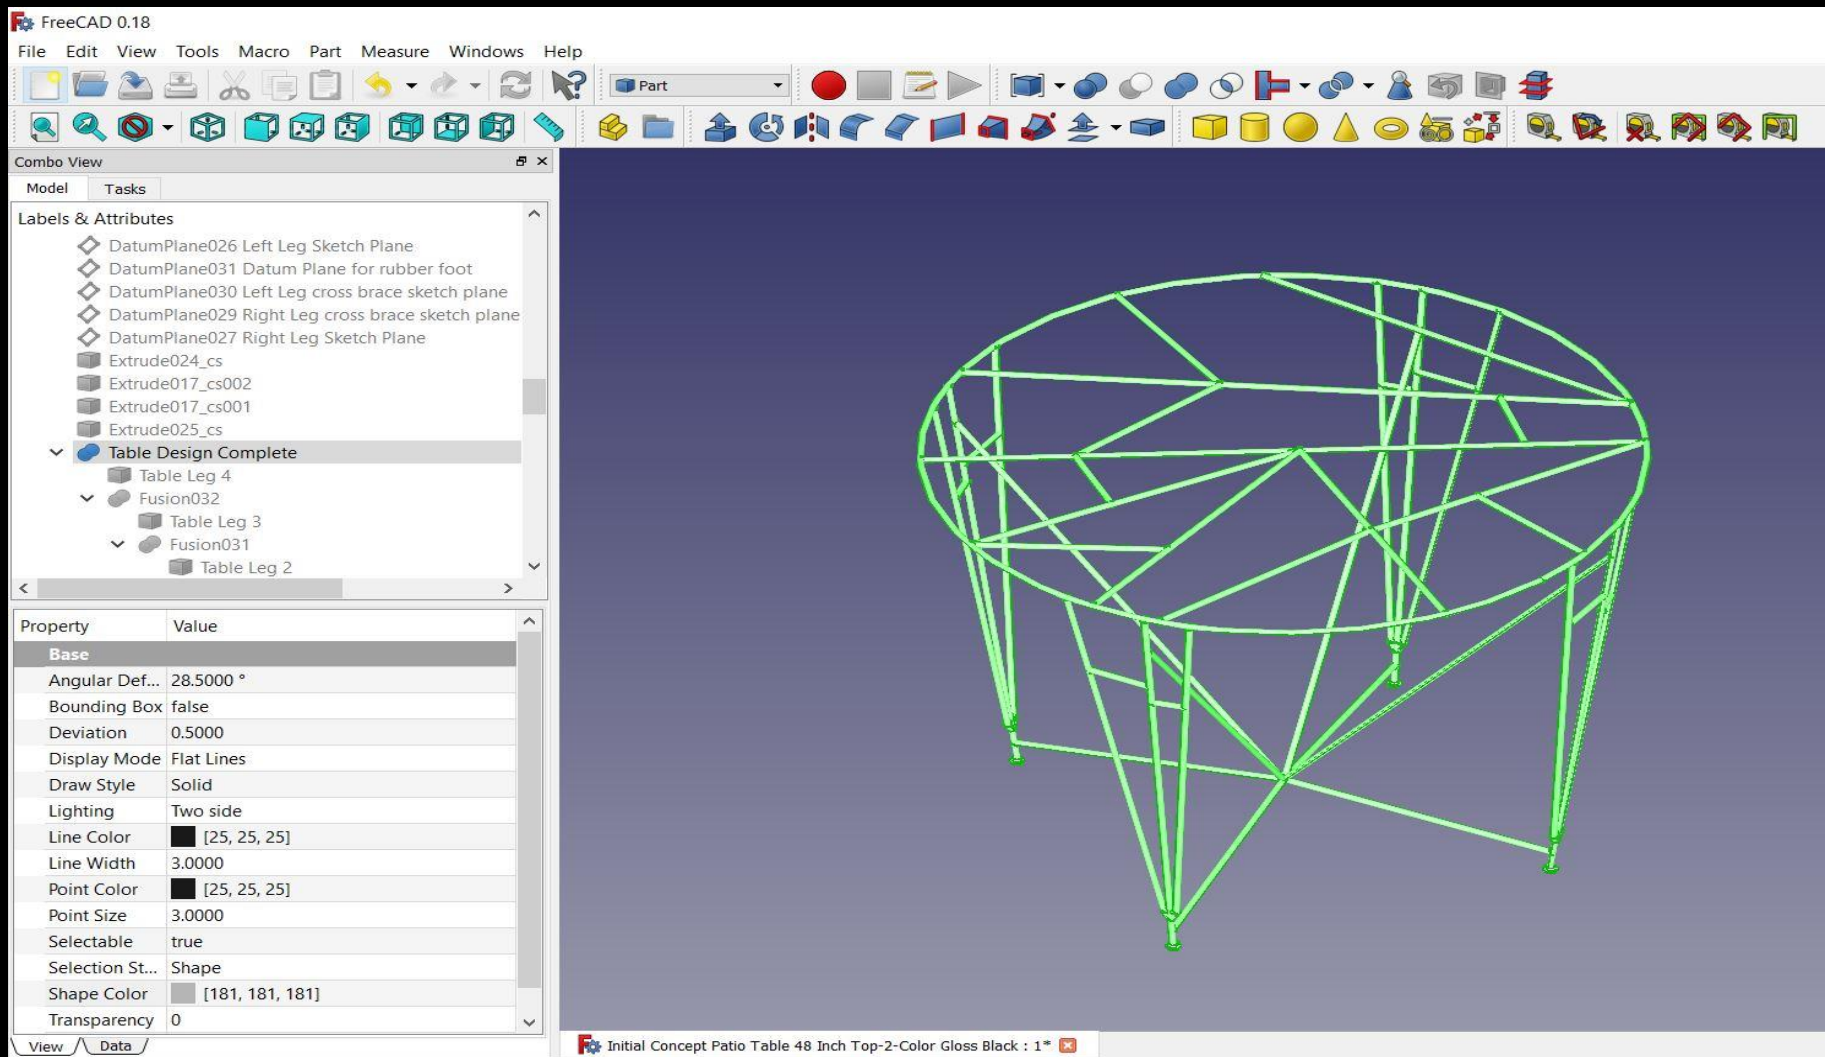 FreeCAD 0.18
File Edit View Tools Macro Part Measure Windows Help
Part
Combo View
Model Tasks
Labels & Attributes
DatumPlane026 Left Leg Sketch Plane
DatumPlane031 Datum Plane for rubber foot
DatumPlane030 Left Leg cross brace sketch plane
DatumPlane029 Right Leg cross brace sketch plane
DatumPlane027 Right Leg Sketch Plane
Extrude024_cs
Extrude017_cs002
Extrude017_cs001
Extrude025_cs
Table Design Complete
Table Leg 4
Fusion032
Table Leg 3
Fusion031
Table Leg 2
Property Value
Base
Angular Def... 28.5000 °
Bounding Box false
Deviation 0.5000
Display Mode Flat Lines
Draw Style Solid
Lighting Two side
Line Color [25, 25, 25]
Line Width 3.0000
Point Color [25, 25, 25]
Point Size 3.0000
Selectable true
Selection St... Shape
Shape Color [181, 181, 181]
Transparency 0
View Data
Initial Concept Patio Table 48 Inch Top-2-Color Gloss Black : 1*